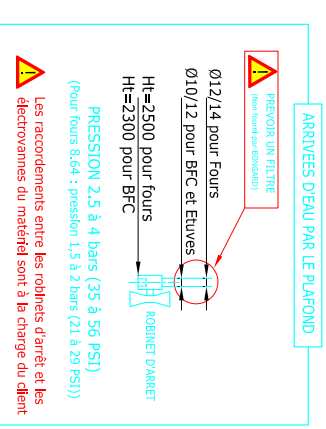 ARRIVEES D'EAU PAR LE PLAFOND
PREVOIR UN FILTRE
(Non fourni par BONGARD)
Ø12/14 pour Fours
Ø10/12 pour BFC et Etuves
Ht=2500 pour fours
Ht=2300 pour BFC
ROBINET D'ARRET
PRESSION 2,5 à 4 bars (35 à 56 PSI)
(Pour fours 8.64 : pression 1,5 à 2 bars (21 à 29 PSI))
Les raccordements entre les robinets d'arrêt et les
électrovannes du matériel sont à la charge du client